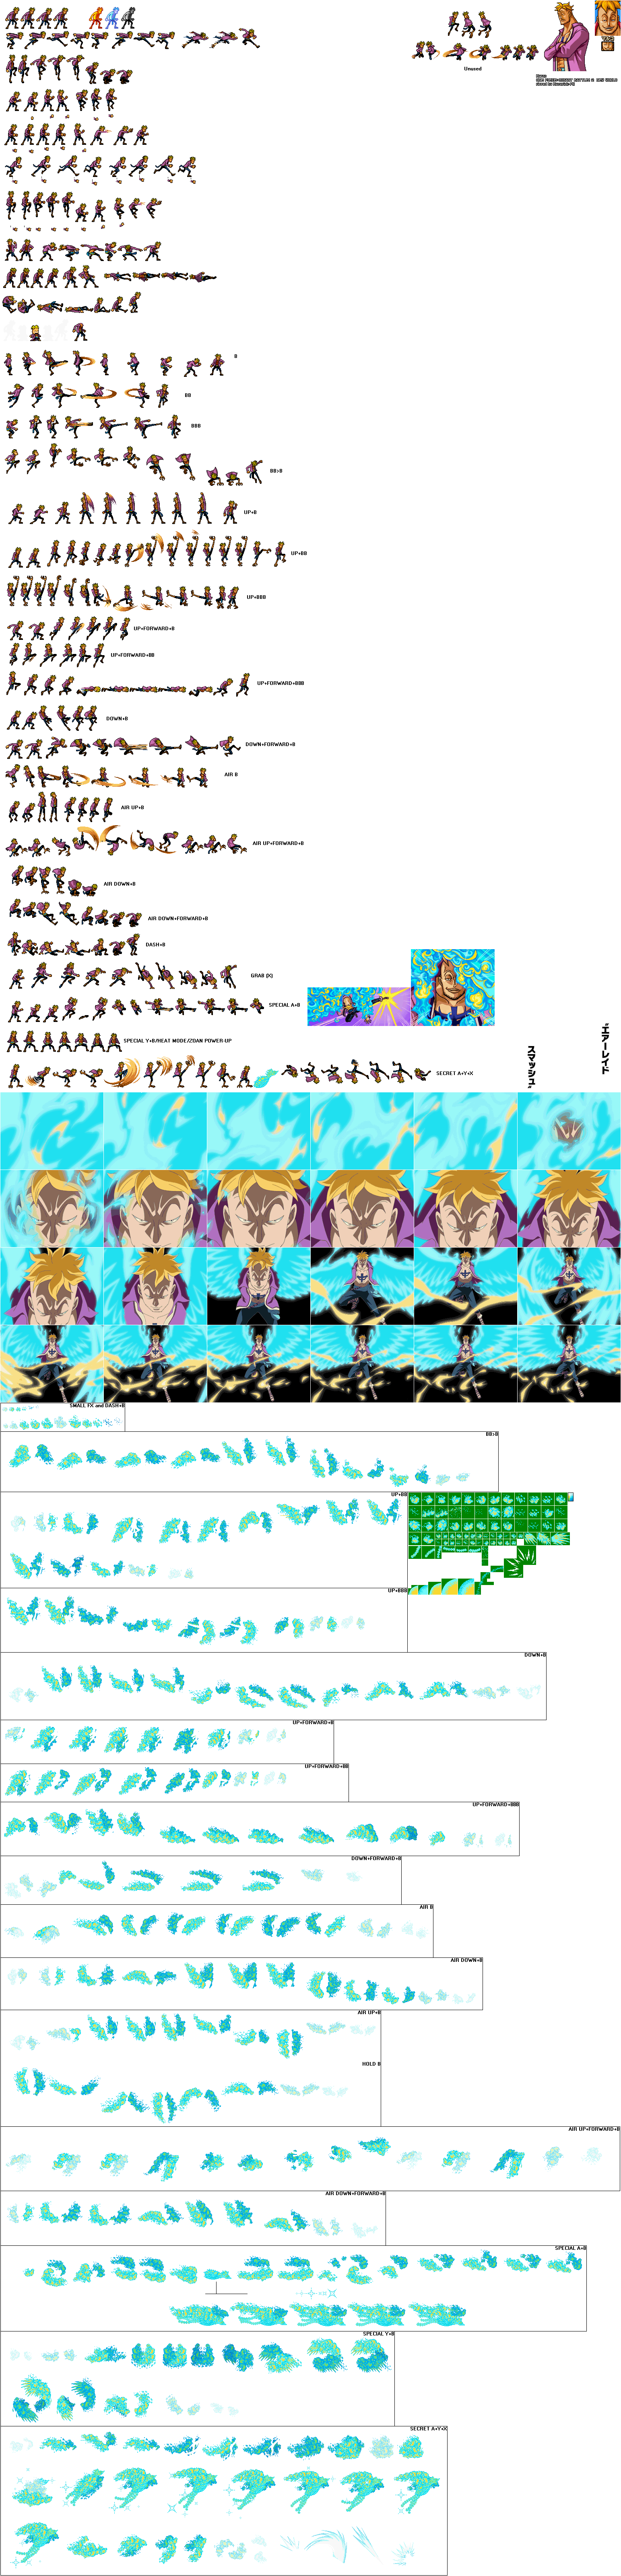 Unused
B
BB
BBB
BB>B
UP+B
UP+BB
UP+BBB
UP+FORWARD+B
UP+FORWARD+BB
UP+FORWARD+BBB
DOWN+B
DOWN+FORWARD+B
AIR B
AIR UP+B
AIR UP+FORWARD+B
AIR DOWN+B
AIR DOWN+FORWARD+B
DASH+B
GRAB (X)
SPECIAL A+B
SPECIAL Y+B/HEAT MODE/ZOAN POWER-UP
SECRET A+Y+X
スマッシュ
エアーレイド
SMALL FX and DASH+B
BB>B
UP+BB
UP+BBB
DOWN+B
UP+FORWARD+B
UP+FORWARD+BB
UP+FORWARD+BBB
DOWN+FORWARD+B
AIR B
AIR DOWN+B
AIR UP+B
HOLD B
AIR UP+FORWARD+B
AIR DOWN+FORWARD+B
SPECIAL A+B
SPECIAL Y+B
SECRET A+Y+X